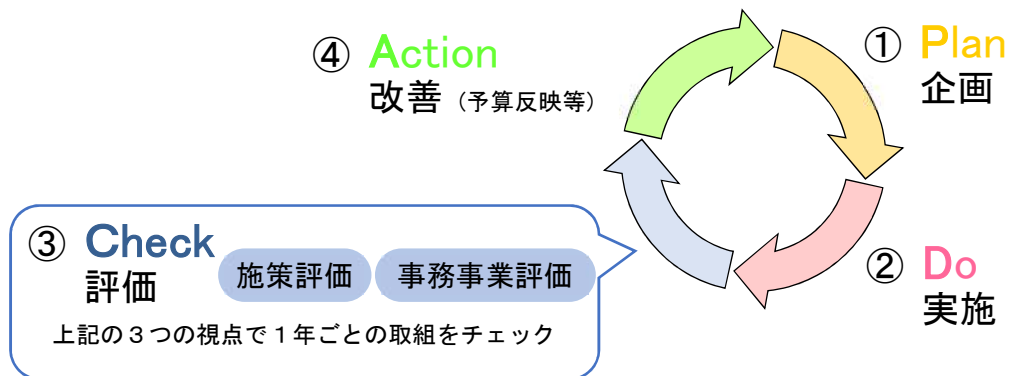 ① Plan
企画
② Do
実施
③ Check
評価
施策評価
事務事業評価
上記の３つの視点で１年ごとの取組をチェック
④ Action
改善（予算反映等）